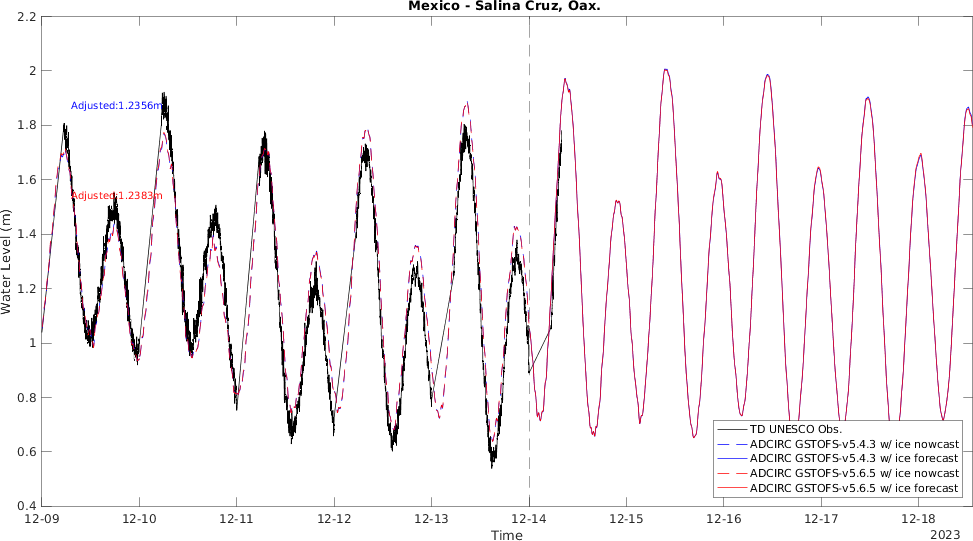 Mexico - Salina Cruz, Oax.
2.2
2
1.8
1.6
1.4
1.2
1
0.8
0.6
0.4
Water Level (m)
Adjusted:1.2356m
Adjusted:1.2383m
TD UNESCO Obs.
ADCIRC GSTOFS-v5.4.3 w/ ice nowcast
ADCIRC GSTOFS-v5.4.3 w/ ice forecast
ADCIRC GSTOFS-v5.6.5 w/ ice nowcast
ADCIRC GSTOFS-v5.6.5 w/ ice forecast
12-09 12-10 12-11 12-12 12-13 12-14 12-15 12-16 12-17 12-18
Time
2023